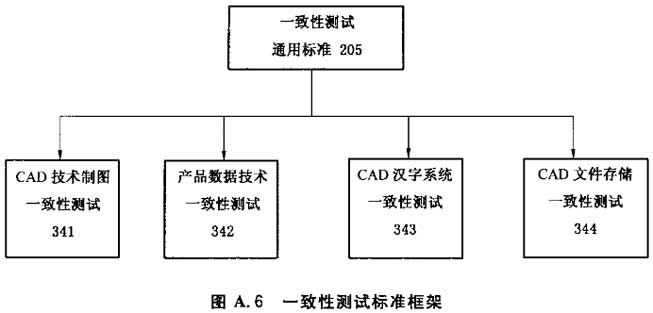 一致性测试
通用标准 205
CAD 技术制图
一致性测试
341
产品数据技术
一致性测试
342
CAD 汉字系统
一致性测试
343
CAD 文件存储
一致性测试
344
图 A.6 一致性测试标准框架